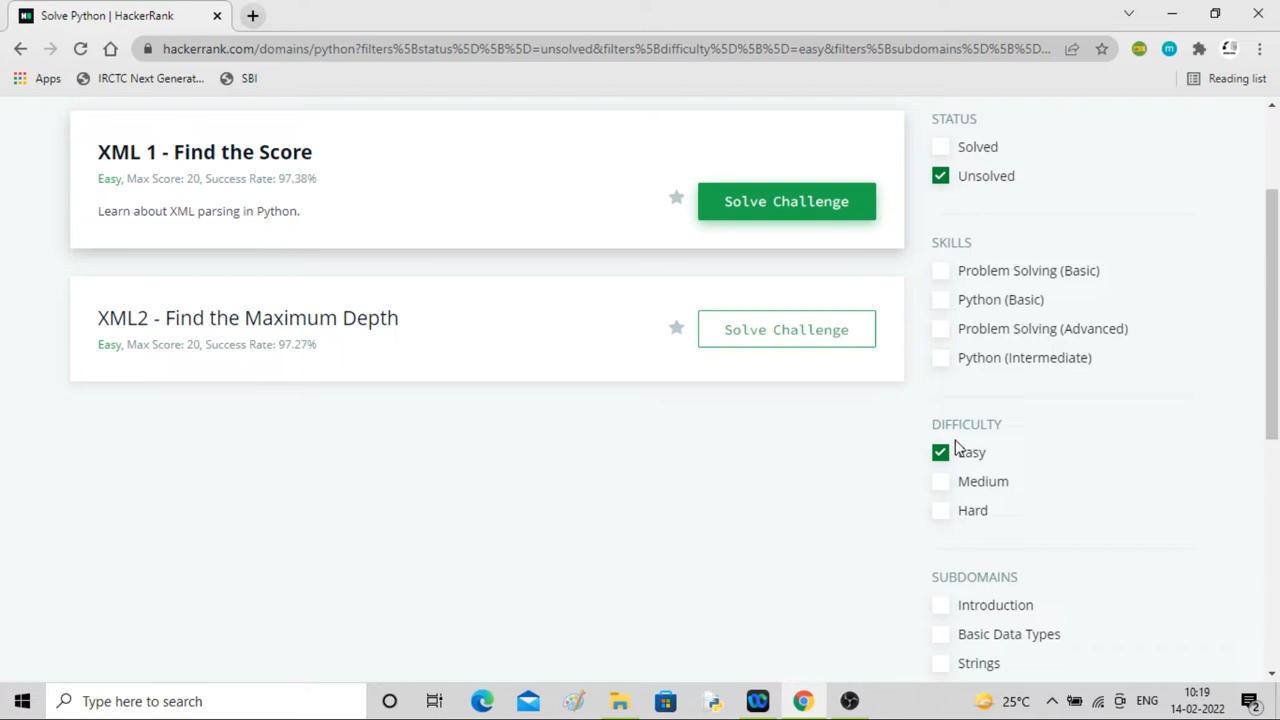 Solve Python | HackerRank
hackerrank.com/domains/python?filters%5Bstatus%5D%5B%5D=unsolved&filters%5Bdifficulty%5D%5B%5D=easy&filters%5Bsubdomains%5D%5B%5D...
Apps
IRCTC Next Generat...
SBI
Reading list
XML 1 - Find the Score
Easy, Max Score: 20, Success Rate: 97.38%
Learn about XML parsing in Python.
Solve Challenge
XML2 - Find the Maximum Depth
Easy, Max Score: 20, Success Rate: 97.27%
Solve Challenge
STATUS
Solved
Unsolved
SKILLS
Problem Solving (Basic)
Python (Basic)
Problem Solving (Advanced)
Python (Intermediate)
DIFFICULTY
Easy
Medium
Hard
SUBDOMAINS
Introduction
Basic Data Types
Strings
Type here to search
25°C
ENG
10:19
14-02-2022
2